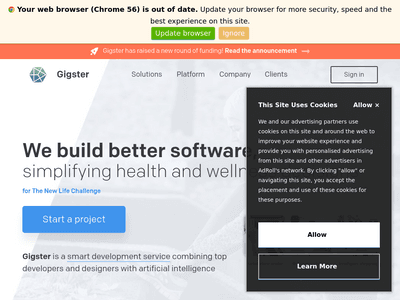 Your web browser (Chrome 56) is out of date. Update your browser for more security, speed and the
best experience on this site.
Update browser Ignore
Gigster has raised a new round of funding! Read the announcement
Gigster Solutions Platform Company Clients Sign in
This Site Uses Cookies Allow ×
We and our advertising partners use
cookies on this site and around the web to
improve your website experience and
provide you with personalised advertising
from this site and other advertisers in
AdRoll's network. By clicking "allow" or
navigating this site, you accept the
placement and use of these cookies for
these purposes.
Allow
Learn More
We build better software,
simplifying health and welln
for The New Life Challenge
Start a project
Gigster is a smart development service combining top
developers and designers with artificial intelligence